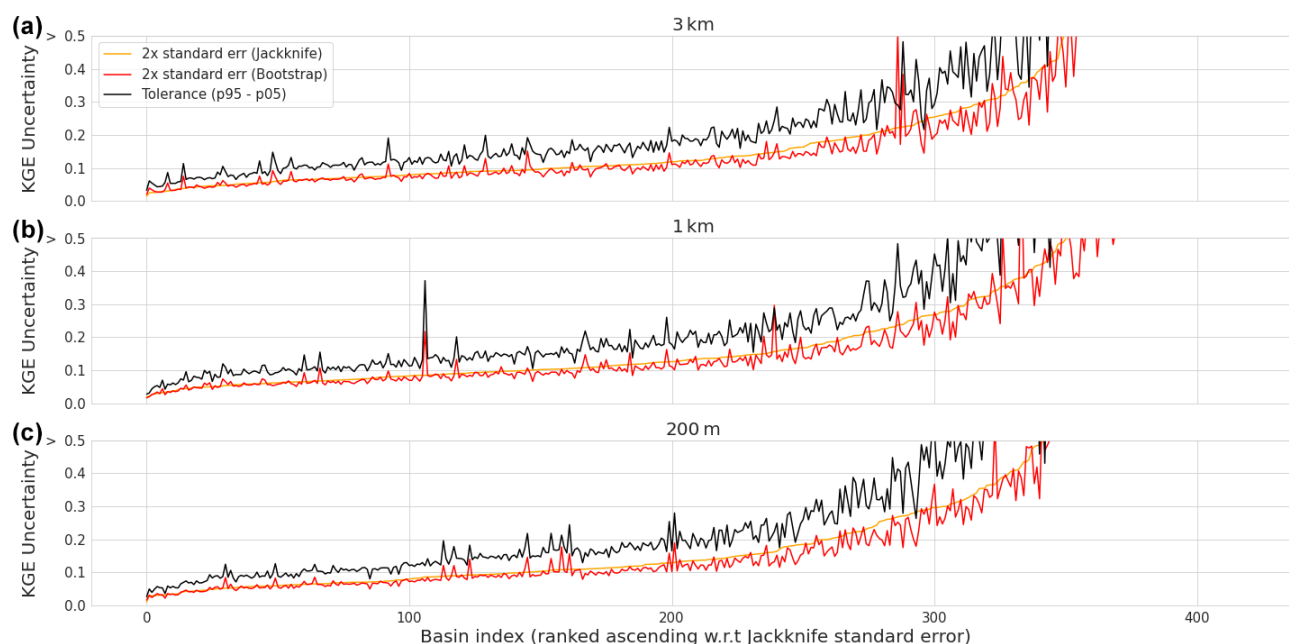 (a)
3 km
KGE Uncertainty
> 0.5
0.4
0.3
0.2
0.1
0.0
2x standard err (Jackknife)
2x standard err (Bootstrap)
Tolerance (p95 - p05)
(b)
1 km
KGE Uncertainty
> 0.5
0.4
0.3
0.2
0.1
0.0
(c)
200 m
KGE Uncertainty
> 0.5
0.4
0.3
0.2
0.1
0.0
0 100 200 300 400
Basin index (ranked ascending w.r.t Jackknife standard error)